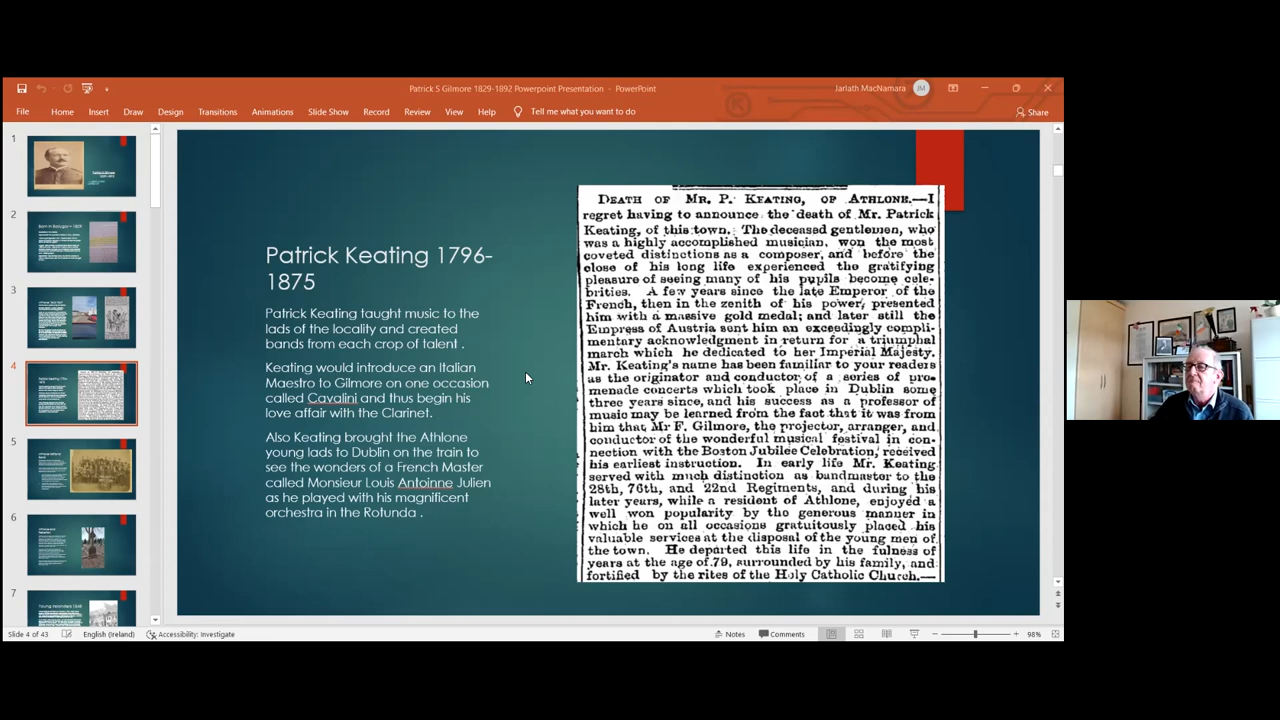 Patrick S Gilmore 1829-1892 Powerpoint Presentation - PowerPoint
Jarlath MacNamara
JM
File Home Insert Draw Design Transitions Animations Slide Show Record Review View Help Tell me what you want to do
Share
1
2
Born in Ballygar – 1829
3
4
5
6
7
Patrick Keating 1796-
1875
Patrick Keating taught music to the
lads of the locality and created
bands from each crop of talent .
Keating would introduce an Italian
Maestro to Gilmore on one occasion
called Cavalini and thus begin his
love affair with the Clarinet.
Also Keating brought the Athlone
young lads to Dublin on the train to
see the wonders of a French Master
called Monsieur Louis Antoinne Julien
as he played with his magnificent
orchestra in the Rotunda .
DEATH OF MR. P. KEATING, OF ATHLONE.—I
regret having to announce the death of Mr. Patrick
Keating, of this town. The deceased gentlemen, who
was a highly accomplished musician, won the most
coveted distinctions as a composer, and before the
close of his long life experienced the gratifying
pleasure of seeing many of his pupils become cele-
brities. A few years since the late Emperor of the
French, then in the zenith of his power, presented
him with a massive gold medal; and later still the
Empress of Austria sent him an exceedingly compli-
mentary acknowledgment in return for a triumphal
march which he dedicated to her Imperial Majesty.
Mr. Keating's name has been familiar to your readers
as the originator and conductor of a series of pro-
menade concerts which took place in Dublin some
three years since, and his success as a professor of
music may be learned from the fact that it was from
him that Mr F. Gilmore, the projector, arranger, and
conductor of the wonderful musical festival in con-
nection with the Boston Jubilee Celebration, received
his earliest instruction. In early life Mr. Keating
served with much distinction as bandmaster to the
28th, 76th, and 22nd Regiments, and during his
later years, while a resident of Athlone, enjoyed a
well won popularity by the generous manner in
which he on all occasions gratuitously placed his
valuable services at the disposal of the young men of
the town. He departed this life in the fulness of
years at the age of 79, surrounded by his family, and
fortified by the rites of the Holy Catholic Church.—
Slide 4 of 43 English (Ireland) Accessibility: Investigate Notes Comments 98%